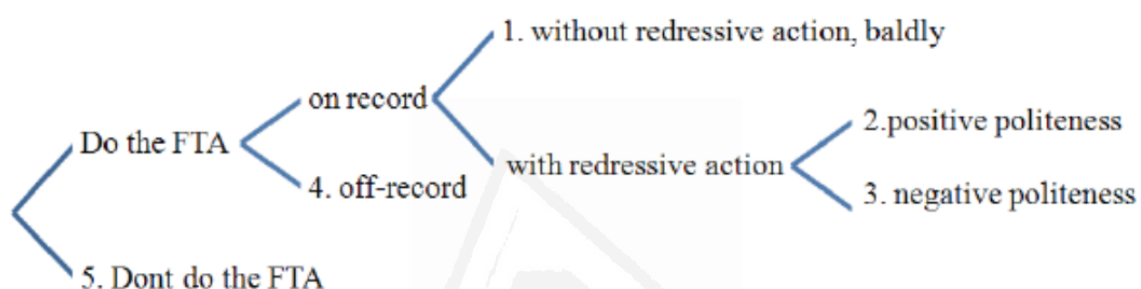 1. without redressive action, baldly
on record
2.positive politeness
Do the FTA
with redressive action
4. off-record
3. negative politeness
5. Dont do the FTA